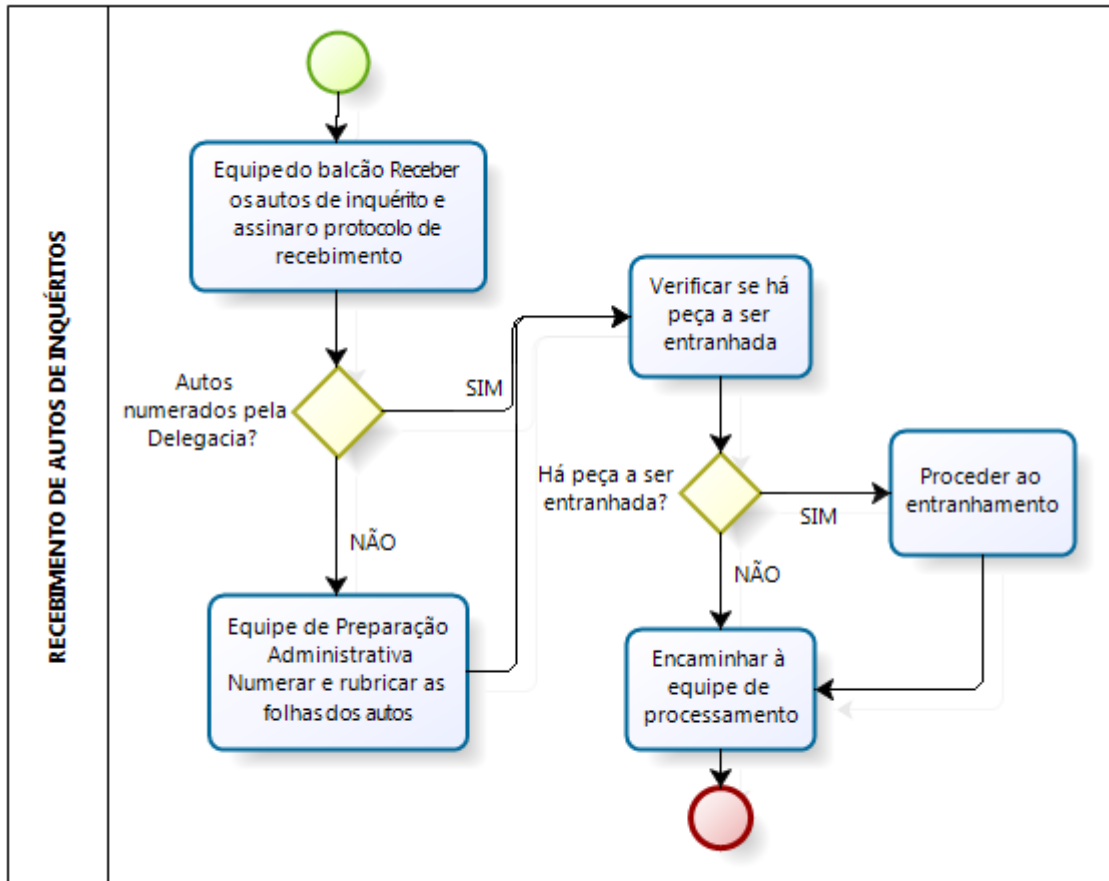 RECEBIMENTO DE AUTOS DE INQUÉRITOS
Equipe do balcão Receber
os autos de inquérito e
assinar o protocolo de
recebimento
Autos
numerados pela
Delegacia?
SIM
NÃO
Equipe de Preparação
Administrativa
Numerar e rubricar as
folhas dos autos
Verificar se há
peça a ser
entranhada
Há peça a ser
entranhada?
SIM
NÃO
Proceder ao
entranhamento
Encaminhar à
equipe de
processamento